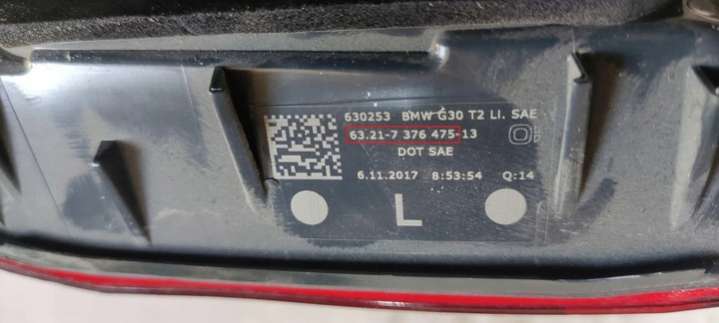 630253 BMW G30 T2 LI. SAE
63.21-7 376 475-13
DOT SAE
6.11.2017 8:53:54 Q:14
L